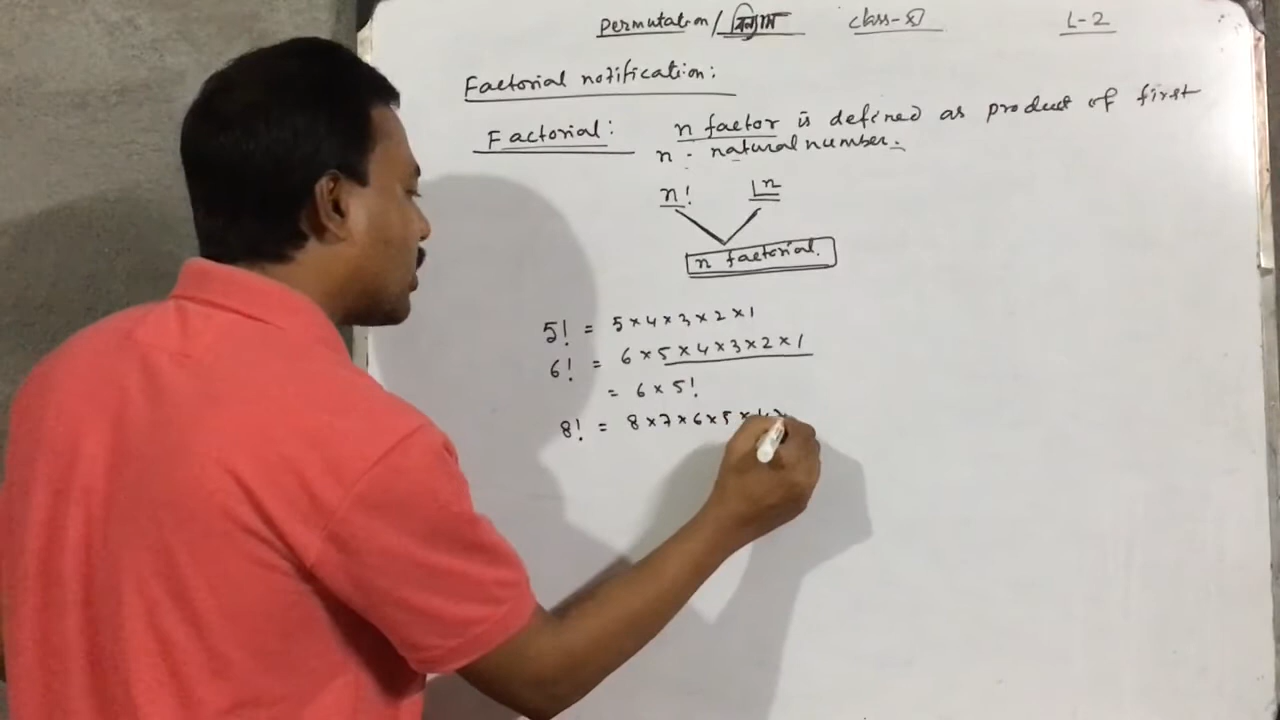 Permutation / বিন্যাস class-XI L-2
Factorial notification:
Factorial: n factor is defined as product of first
n - natural number.
n! ⌊n
n factorial.
5! = 5×4×3×2×1
6! = 6×5×4×3×2×1
= 6×5!
8! = 8×7×6×5×4×